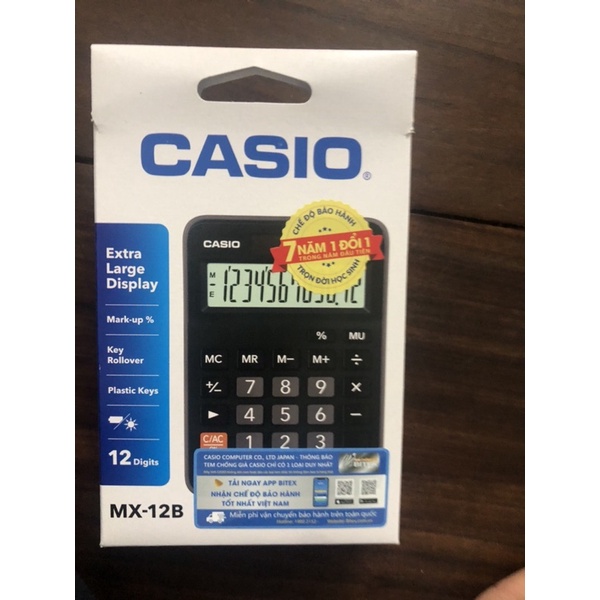 CASIO®
Extra
Large
Display
Mark-up %
Key
Rollover
Plastic Keys
12 Digits
MX-12B
CHẾ ĐỘ BẢO HÀNH
7 NĂM 1 ĐỔI 1
TRONG NĂM ĐẦU TIÊN
TRỌN ĐỜI HỌC SINH
CASIO
M
E
% MU
MC MR M− M+ ÷
+/− 7 8 9 ×
▶ 4 5 6 −
C/AC 1 2 3
CASIO COMPUTER CO., LTD JAPAN - THÔNG BÁO
TEM CHỐNG GIẢ CASIO CHỈ CÓ 1 LOẠI DUY NHẤT
TẢI NGAY APP BITEX
NHẬN CHẾ ĐỘ BẢO HÀNH
TỐT NHẤT VIỆT NAM
Miễn phí vận chuyển bảo hành trên toàn quốc